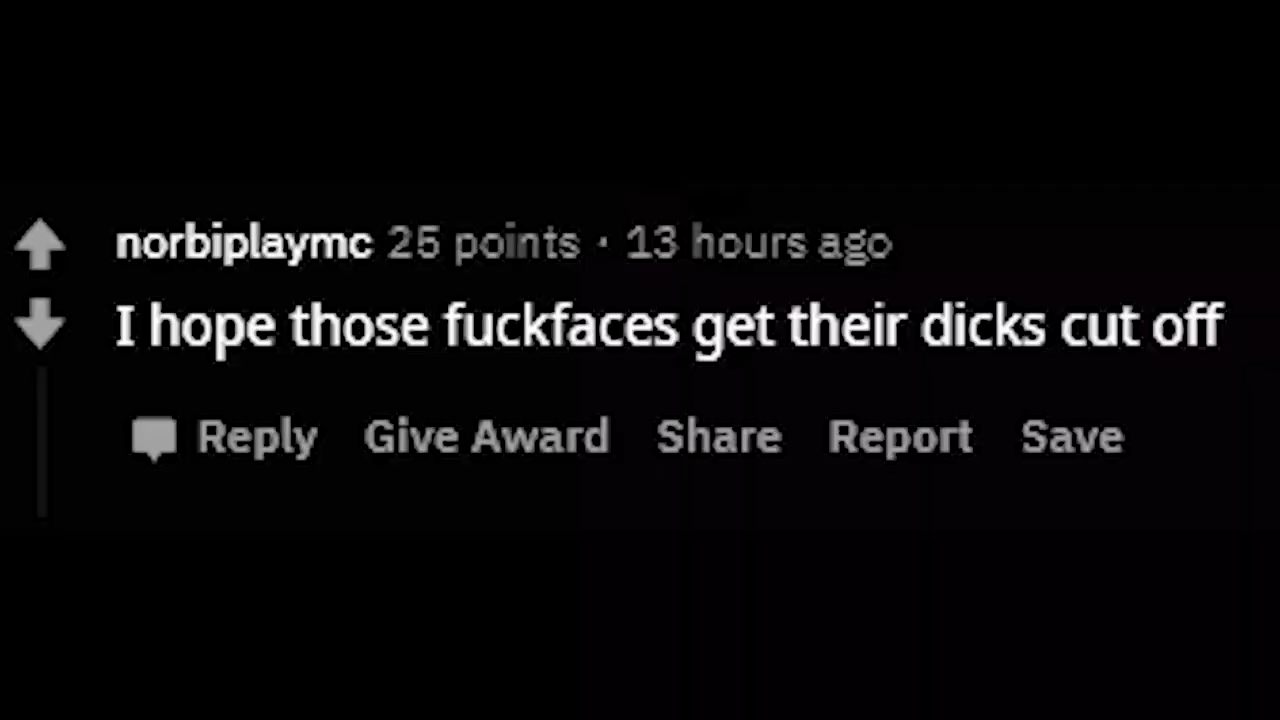 norbiplaymc 25 points · 13 hours ago
I hope those fuckfaces get their dicks cut off
Reply Give Award Share Report Save